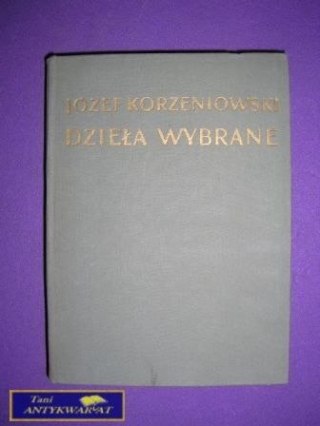 JÓZEF KORZENIOWSKI
DZIEŁA WYBRANE
Tani
ANTYKWARIAT